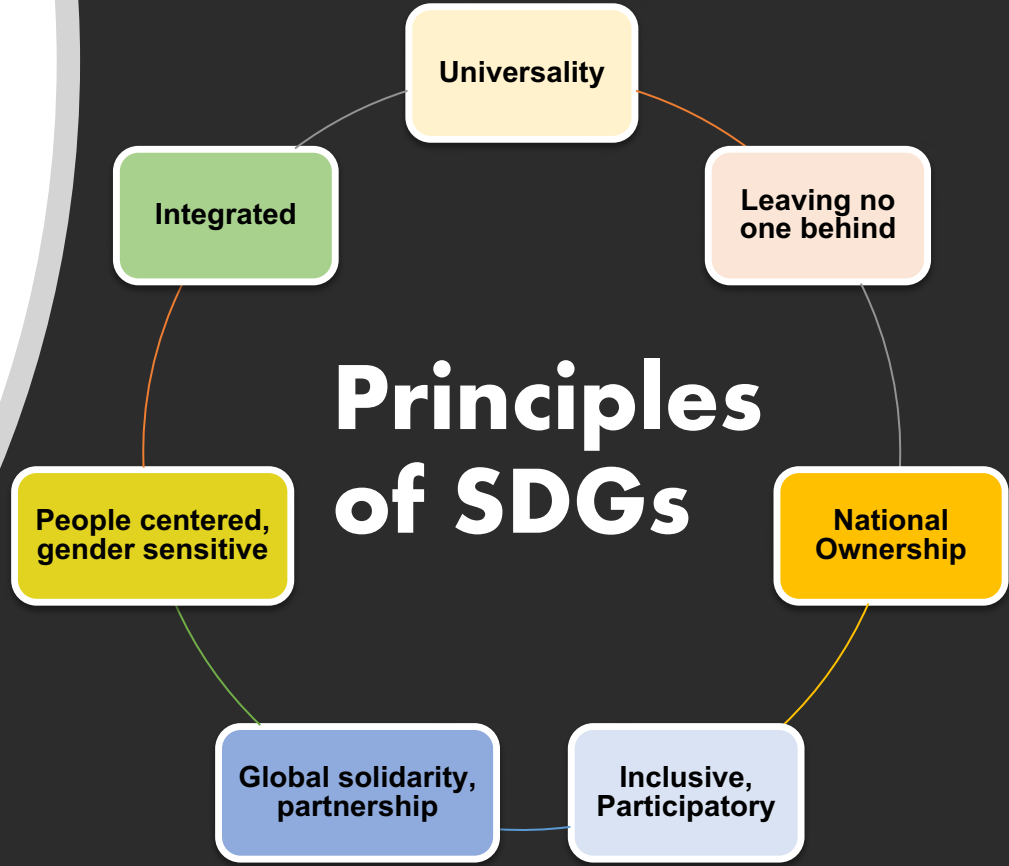 Universality
Leaving no
one behind
National
Ownership
Inclusive,
Participatory
Global solidarity,
partnership
People centered,
gender sensitive
Integrated
Principles
of SDGs